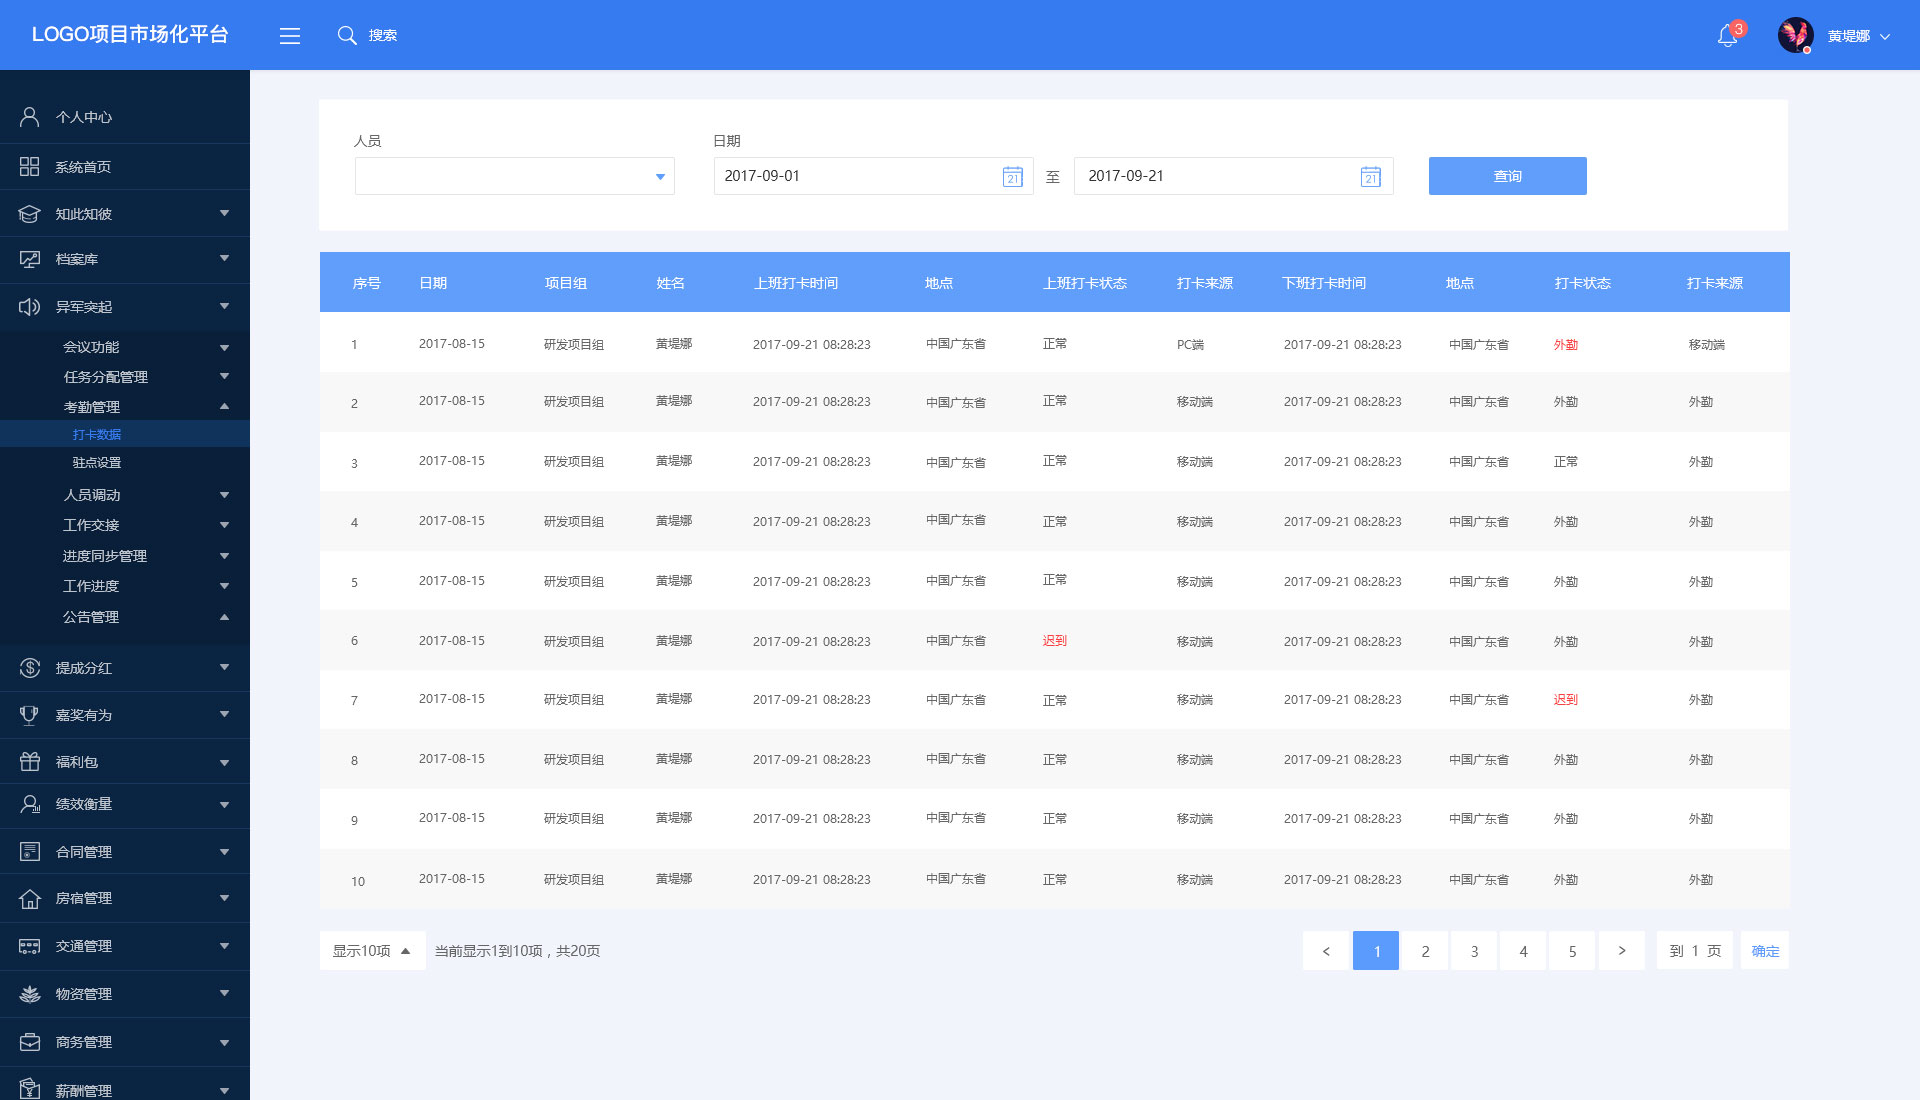 LOGO项目市场化平台
搜索
3
黄堤娜
个人中心
系统首页
知此知彼
档案库
异军突起
会议功能
任务分配管理
考勤管理
打卡数据
驻点设置
人员调动
工作交接
进度同步管理
工作进度
公告管理
提成分红
嘉奖有为
福利包
绩效衡量
合同管理
房宿管理
交通管理
物资管理
商务管理
薪酬管理
人员 日期
2017-09-01 21 至 2017-09-21 21 查询
序号 日期 项目组 姓名 上班打卡时间 地点 上班打卡状态 打卡来源 下班打卡时间 地点 打卡状态 打卡来源
1 2017-08-15 研发项目组 黄堤娜 2017-09-21 08:28:23 中国广东省 正常 PC端 2017-09-21 08:28:23 中国广东省 外勤 移动端
2 2017-08-15 研发项目组 黄堤娜 2017-09-21 08:28:23 中国广东省 正常 移动端 2017-09-21 08:28:23 中国广东省 外勤 外勤
3 2017-08-15 研发项目组 黄堤娜 2017-09-21 08:28:23 中国广东省 正常 移动端 2017-09-21 08:28:23 中国广东省 正常 外勤
4 2017-08-15 研发项目组 黄堤娜 2017-09-21 08:28:23 中国广东省 正常 移动端 2017-09-21 08:28:23 中国广东省 外勤 外勤
5 2017-08-15 研发项目组 黄堤娜 2017-09-21 08:28:23 中国广东省 正常 移动端 2017-09-21 08:28:23 中国广东省 外勤 外勤
6 2017-08-15 研发项目组 黄堤娜 2017-09-21 08:28:23 中国广东省 迟到 移动端 2017-09-21 08:28:23 中国广东省 外勤 外勤
7 2017-08-15 研发项目组 黄堤娜 2017-09-21 08:28:23 中国广东省 正常 移动端 2017-09-21 08:28:23 中国广东省 迟到 外勤
8 2017-08-15 研发项目组 黄堤娜 2017-09-21 08:28:23 中国广东省 正常 移动端 2017-09-21 08:28:23 中国广东省 外勤 外勤
9 2017-08-15 研发项目组 黄堤娜 2017-09-21 08:28:23 中国广东省 正常 移动端 2017-09-21 08:28:23 中国广东省 外勤 外勤
10 2017-08-15 研发项目组 黄堤娜 2017-09-21 08:28:23 中国广东省 正常 移动端 2017-09-21 08:28:23 中国广东省 外勤 外勤
显示10项 当前显示1到10项，共20页 < 1 2 3 4 5 > 到 1 页 确定